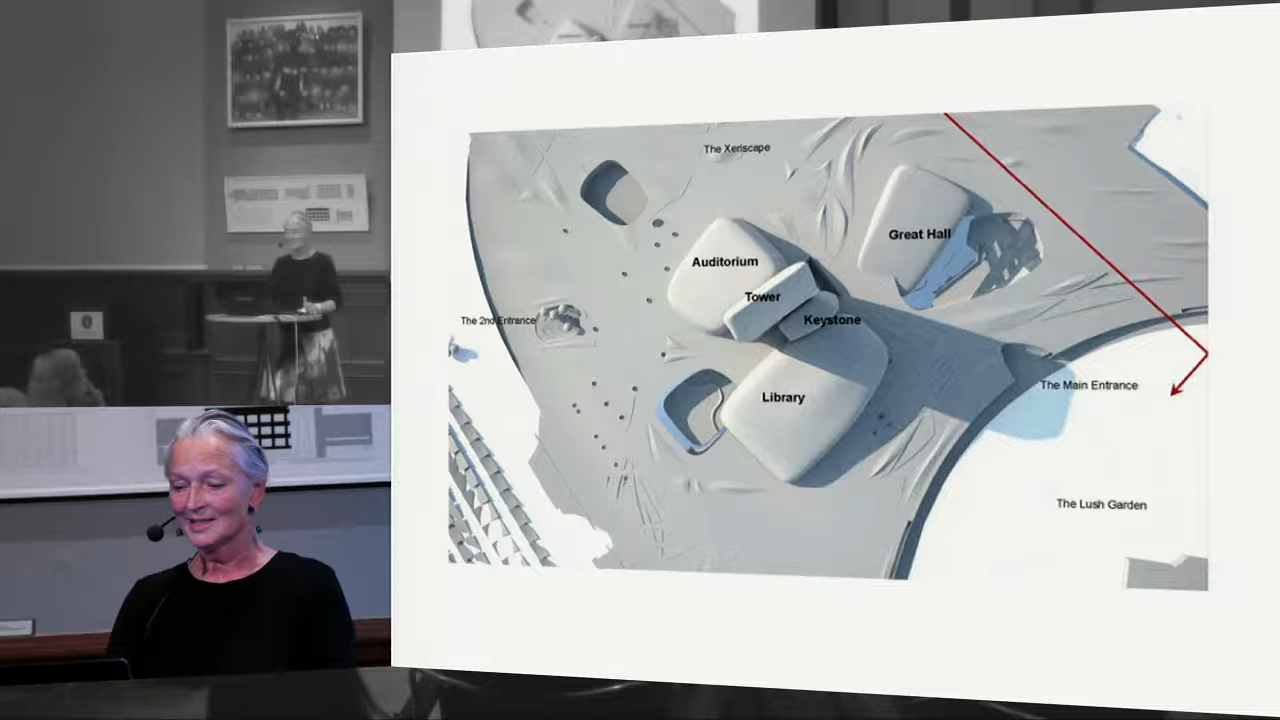 The Xeriscape
Great Hall
Auditorium
Tower
The 2nd Entrance
Keystone
The Main Entrance
Library
The Lush Garden